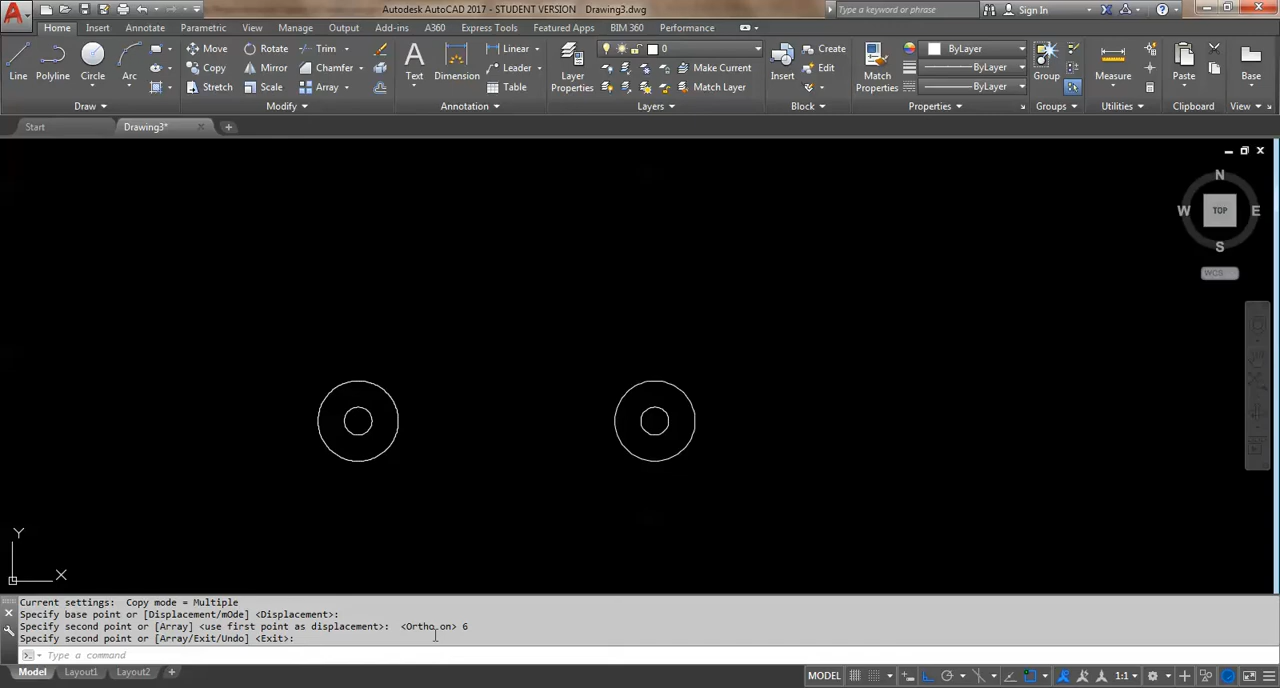 Autodesk AutoCAD 2017 - STUDENT VERSION Drawing3.dwg
Type a keyword or phrase
Sign In
Home Insert Annotate Parametric View Manage Output Add-ins A360 Express Tools Featured Apps BIM 360 Performance
Line Polyline Circle Arc
Move Rotate Trim
Copy Mirror Chamfer
Stretch Scale Array
Text Dimension
Linear
Leader
Table
Layer Properties
0
Make Current
Match Layer
Insert
Create
Edit
Match Properties
ByLayer
ByLayer
ByLayer
Group
Measure
Paste
Base
Draw Modify Annotation Layers Block Properties Groups Utilities Clipboard View
Start Drawing3*
N
W TOP E
S
WCS
Y
X
Current settings: Copy mode = Multiple
Specify base point or [Displacement/mOde] <Displacement>:
Specify second point or [Array] <use first point as displacement>: <Ortho on> 6
Specify second point or [Array/Exit/Undo] <Exit>:
Type a command
Model Layout1 Layout2
MODEL
1:1